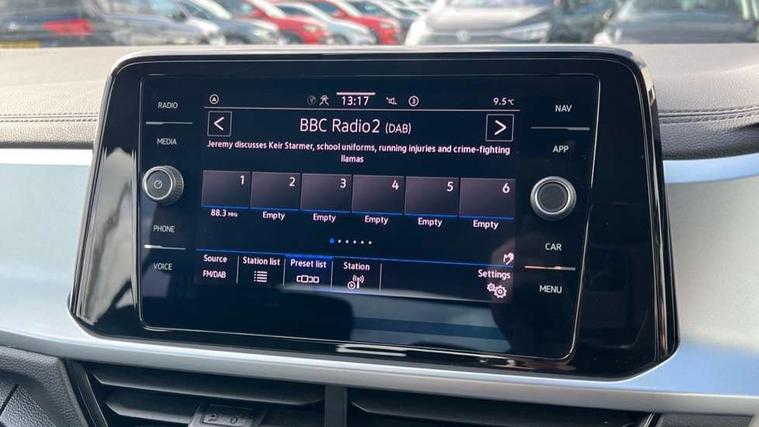 RADIO
MEDIA
PHONE
VOICE
13:17
3
9.5°C
BBC Radio2 (DAB)
Jeremy discusses Keir Starmer, school uniforms, running injuries and crime-fighting
llamas
1 2 3 4 5 6
88.3 MHz Empty Empty Empty Empty Empty
Source Station list Preset list Station Settings
FM/DAB
NAV
APP
CAR
MENU